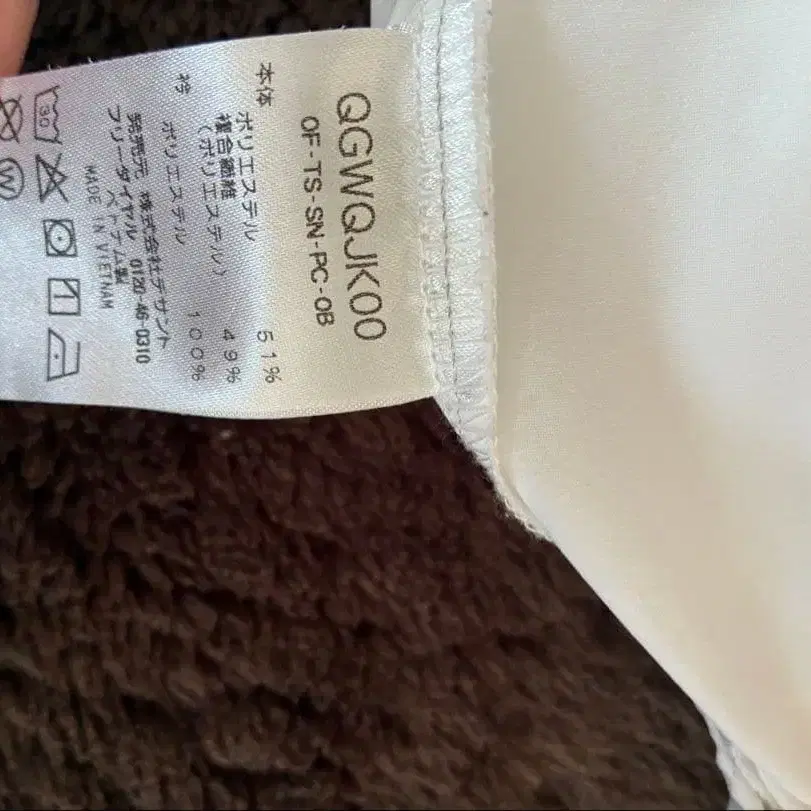 QGWQJK00
OF-TS-SN-PC-OB
本体
ポリエステル 51%
複合繊維
(ポリエステル) 49%
衿
ポリエステル 100%
発売元 株式会社デサント
フリーダイヤル 0120-46-0310
ベトナム製
MADE IN VIETNAM
30
W